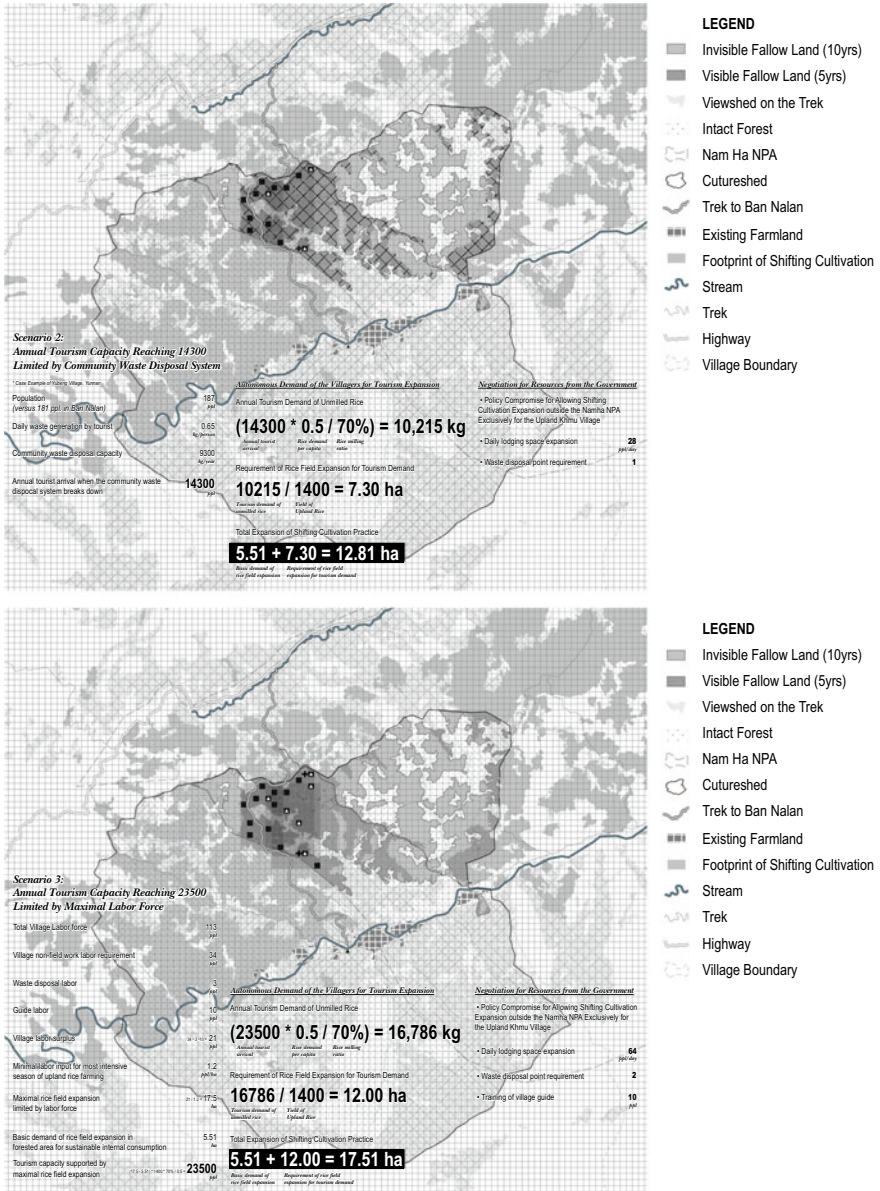 LEGEND
Invisible Fallow Land (10yrs)
Visible Fallow Land (5yrs)
Viewshed on the Trek
Intact Forest
Nam Ha NPA
Cutureshed
Trek to Ban Nalan
Existing Farmland
Footprint of Shifting Cultivation
Stream
Trek
Highway
Village Boundary
Scenario 2:
Annual Tourism Capacity Reaching 14300
Limited by Community Waste Disposal System
* Case Example of Yubeng Village, Yunnan
Population 187
(versus 181 ppl. in Ban Nalan) ppl
Daily waste generation by tourist 0.65
kg/person
Community waste disposal capacity 9300
kg/year
Annual tourist arrival when the community waste 14300
dispocal system breaks down ppl
Autonomous Demand of the Villagers for Tourism Expansion
Annual Tourism Demand of Unmilled Rice
(14300 * 0.5 / 70%) = 10,215 kg
Annual tourist Rice demand Rice milling
arrival per capita ratio
Requirement of Rice Field Expansion for Tourism Demand
10215 / 1400 = 7.30 ha
Tourism demand of Yield of
unmilled rice Upland Rice
Total Expansion of Shifting Cultivation Practice
5.51 + 7.30 = 12.81 ha
Basic demand of Requirement of rice field
rice field expansion expansion for tourism demand
Negotiation for Resources from the Government
• Policy Compromise for Allowing Shifting
Cultivation Expansion outside the Namha NPA
Exclusively for the Upland Khmu Village
• Daily lodging space expansion 28
ppl/day
• Waste disposal point requirement 1
LEGEND
Invisible Fallow Land (10yrs)
Visible Fallow Land (5yrs)
Viewshed on the Trek
Intact Forest
Nam Ha NPA
Cutureshed
Trek to Ban Nalan
Existing Farmland
Footprint of Shifting Cultivation
Stream
Trek
Highway
Village Boundary
Scenario 3:
Annual Tourism Capacity Reaching 23500
Limited by Maximal Labor Force
Total Village Labor force 113
ppl
Village non-field work labor requirement 34
ppl
Waste disposal labor 3
ppl
Guide labor 10
ppl
Village labor surplus 21
ppl
Minimal labor input for most intensive 1.2
season of upland rice farming ppl/ha
Maximal rice field expansion 17.5
limited by labor force ha
Basic demand of rice field expansion in 5.51
forested area for sustainable internal consumption ha
Tourism capacity supported by 23500
maximal rice field expansion ppl
Autonomous Demand of the Villagers for Tourism Expansion
Annual Tourism Demand of Unmilled Rice
(23500 * 0.5 / 70%) = 16,786 kg
Annual tourist Rice demand Rice milling
arrival per capita ratio
Requirement of Rice Field Expansion for Tourism Demand
16786 / 1400 = 12.00 ha
Tourism demand of Yield of
unmilled rice Upland Rice
Total Expansion of Shifting Cultivation Practice
5.51 + 12.00 = 17.51 ha
Basic demand of Requirement of rice field
rice field expansion expansion for tourism demand
Negotiation for Resources from the Government
• Policy Compromise for Allowing Shifting Cultivation
Expansion outside the Namha NPA Exclusively for
the Upland Khmu Village
• Daily lodging space expansion 64
ppl/day
• Waste disposal point requirement 2
• Training of village guide 10
ppl